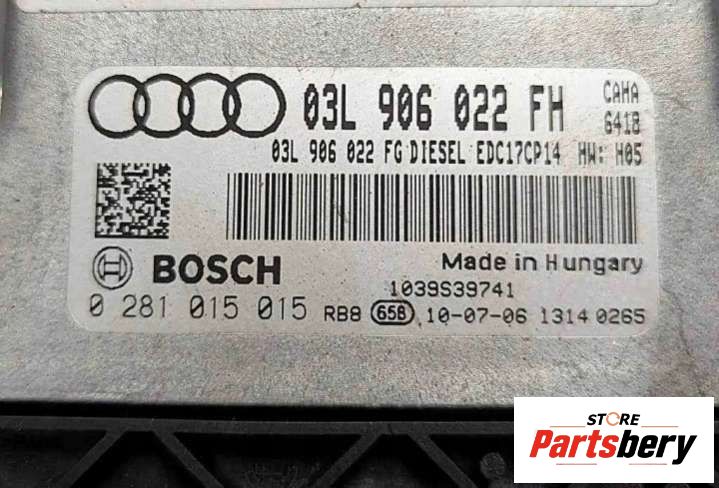 03L 906 022 FH CAHA
6418
03L 906 022 FG DIESEL EDC17CP14 HW: H05
BOSCH Made in Hungary
1039S39741
0 281 015 015 RB8 658 10-07-06 1314 0265
STORE
Partsbery